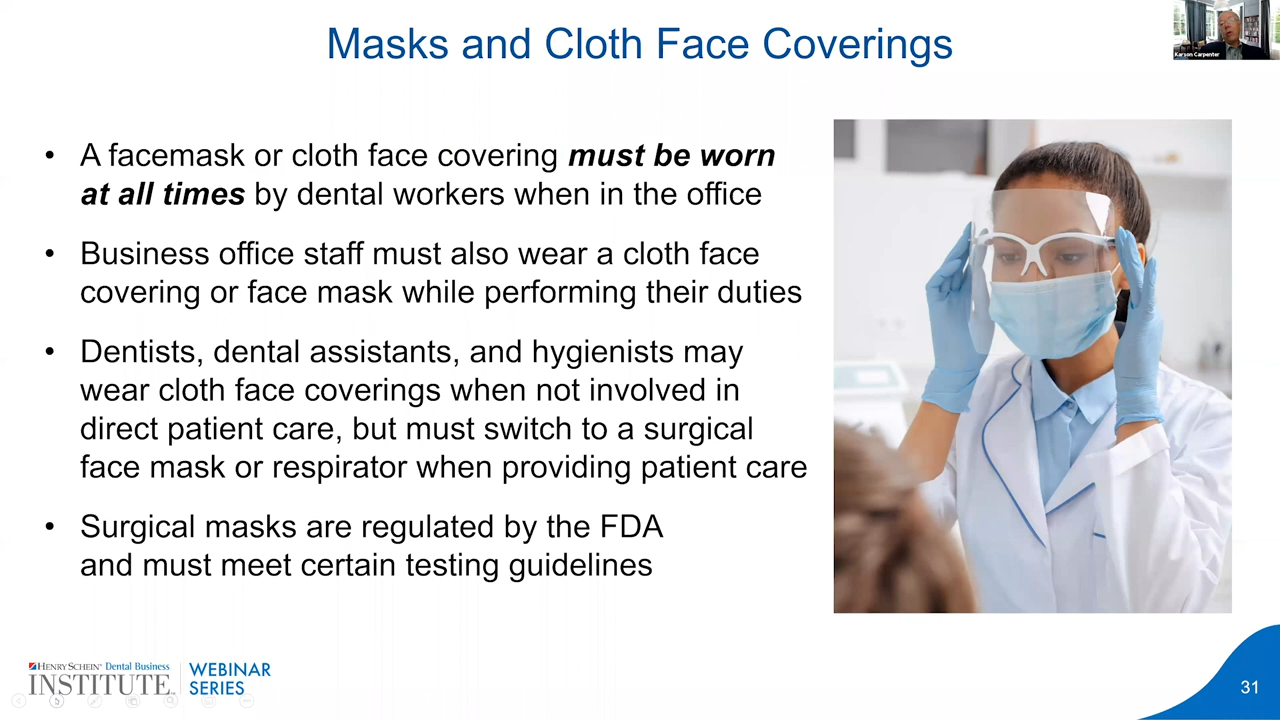 Masks and Cloth Face Coverings
Karson Carpenter
• A facemask or cloth face covering must be worn
at all times by dental workers when in the office
• Business office staff must also wear a cloth face
covering or face mask while performing their duties
• Dentists, dental assistants, and hygienists may
wear cloth face coverings when not involved in
direct patient care, but must switch to a surgical
face mask or respirator when providing patient care
• Surgical masks are regulated by the FDA
and must meet certain testing guidelines
HENRY SCHEIN® Dental Business
INSTITUTE™
WEBINAR
SERIES
31